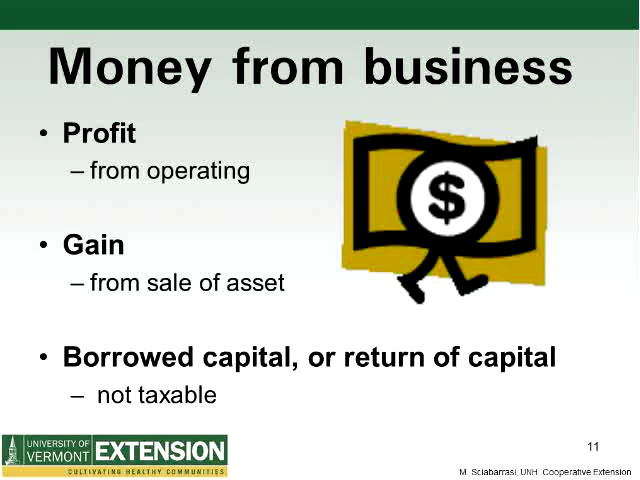 Money from business
• Profit
– from operating
$
• Gain
– from sale of asset
• Borrowed capital, or return of capital
– not taxable
UNIVERSITY OF
VERMONT EXTENSION
CULTIVATING HEALTHY COMMUNITIES
11
M. Sciabarrasi, UNH Cooperative Extension